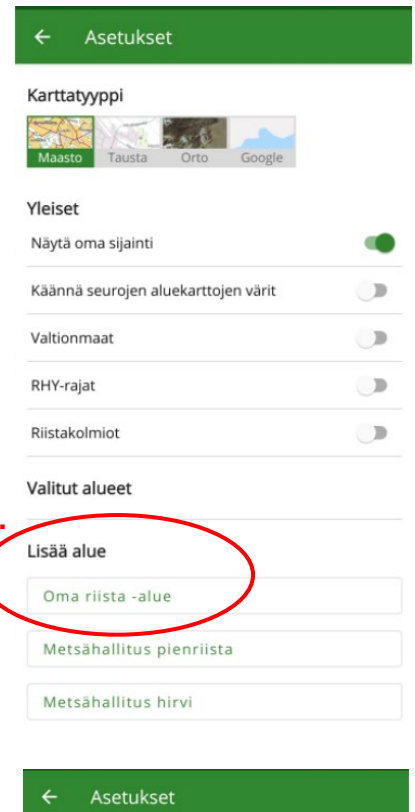 ← Asetukset
Karttatyyppi
Maasto Tausta Orto Google
Yleiset
Näytä oma sijainti
Käännä seurojen aluekarttojen värit
Valtionmaat
RHY-rajat
Riistakolmiot
Valitut alueet
Lisää alue
Oma riista -alue
Metsähallitus pienriista
Metsähallitus hirvi
← Asetukset